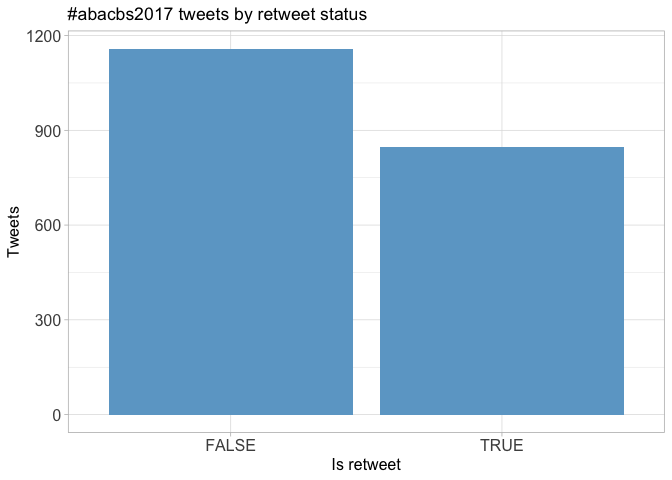 #abacbs2017 tweets by retweet status
1200
900
600
300
0
Tweets
FALSE TRUE
Is retweet